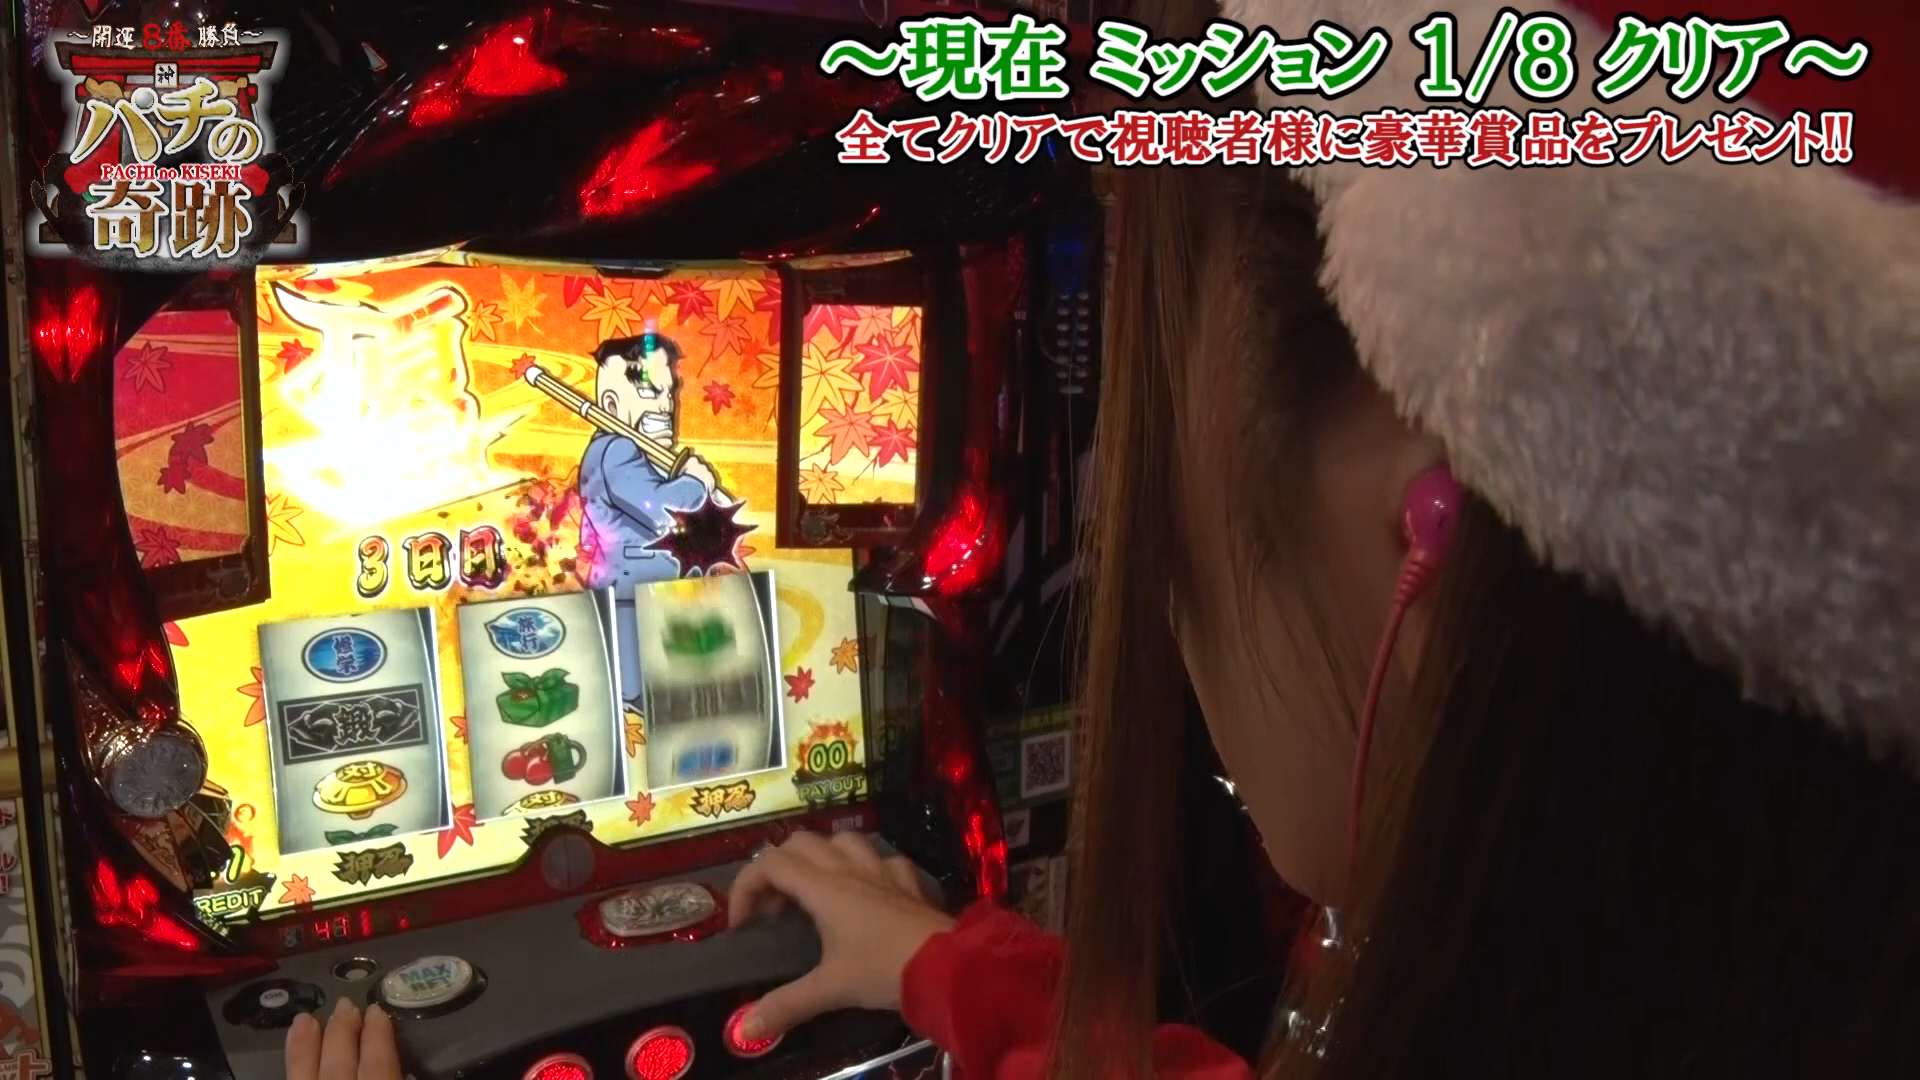 ～開運8番勝負～
神
パチの
PACHI no KISEKI
奇跡
～現在 ミッション 1/8 クリア～
全てクリアで視聴者様に豪華賞品をプレゼント!!
3日目
修学
旅行
対
対
00
PAY OUT
押忍
押忍
CREDIT
MAX BET